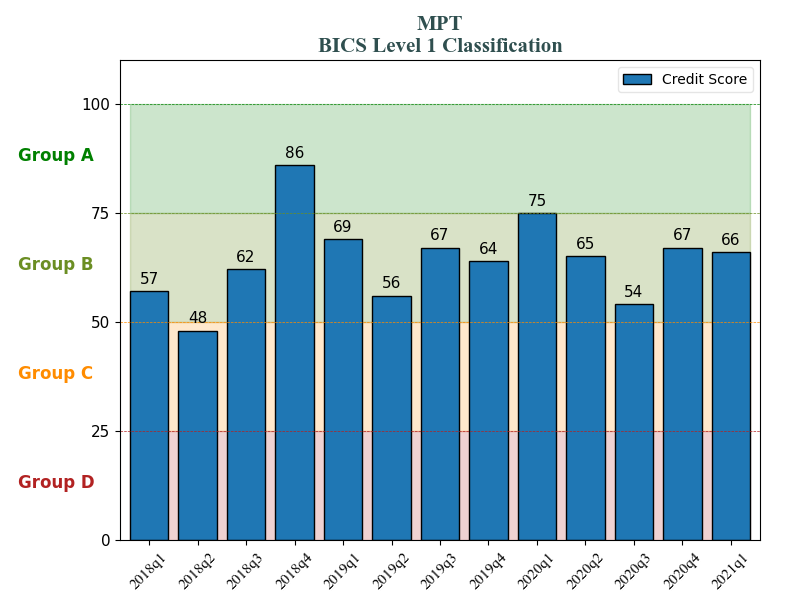 MPT
BICS Level 1 Classification
Credit Score
100
Group A
86
75
75
69
67
67
66
65
64
62
Group B
57
56
54
50
48
Group C
25
Group D
0
2018q1 2018q2 2018q3 2018q4 2019q1 2019q2 2019q3 2019q4 2020q1 2020q2 2020q3 2020q4 2021q1